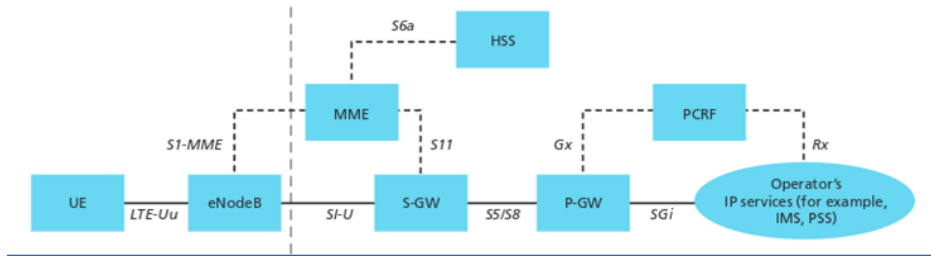 S6a
HSS
MME
PCRF
S1-MME
S11
Gx
Rx
UE
LTE-Uu
eNodeB
SI-U
S-GW
S5/S8
P-GW
SGi
Operator's
IP services (for example,
IMS, PSS)